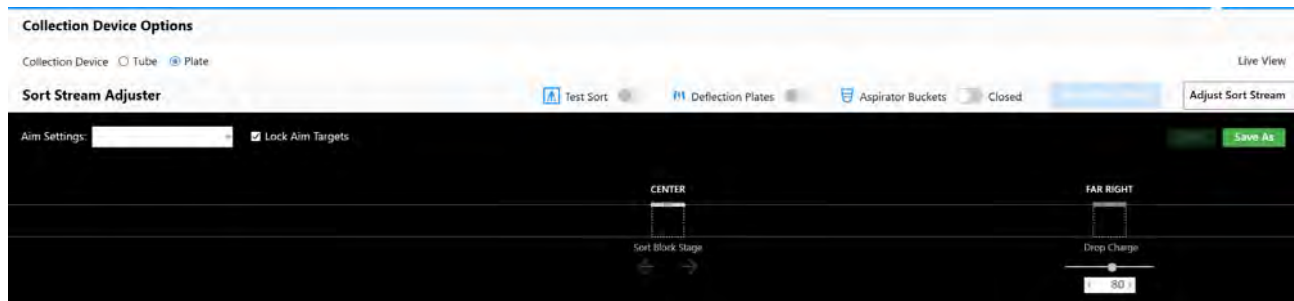 Collection Device Options
Collection Device Tube Plate
Live View
Sort Stream Adjuster Test Sort Deflection Plates Aspirator Buckets Closed Adjust Sort Stream
Aim Settings: Lock Aim Targets Save As
CENTER FAR RIGHT
Sort Block Stage Drop Charge
80